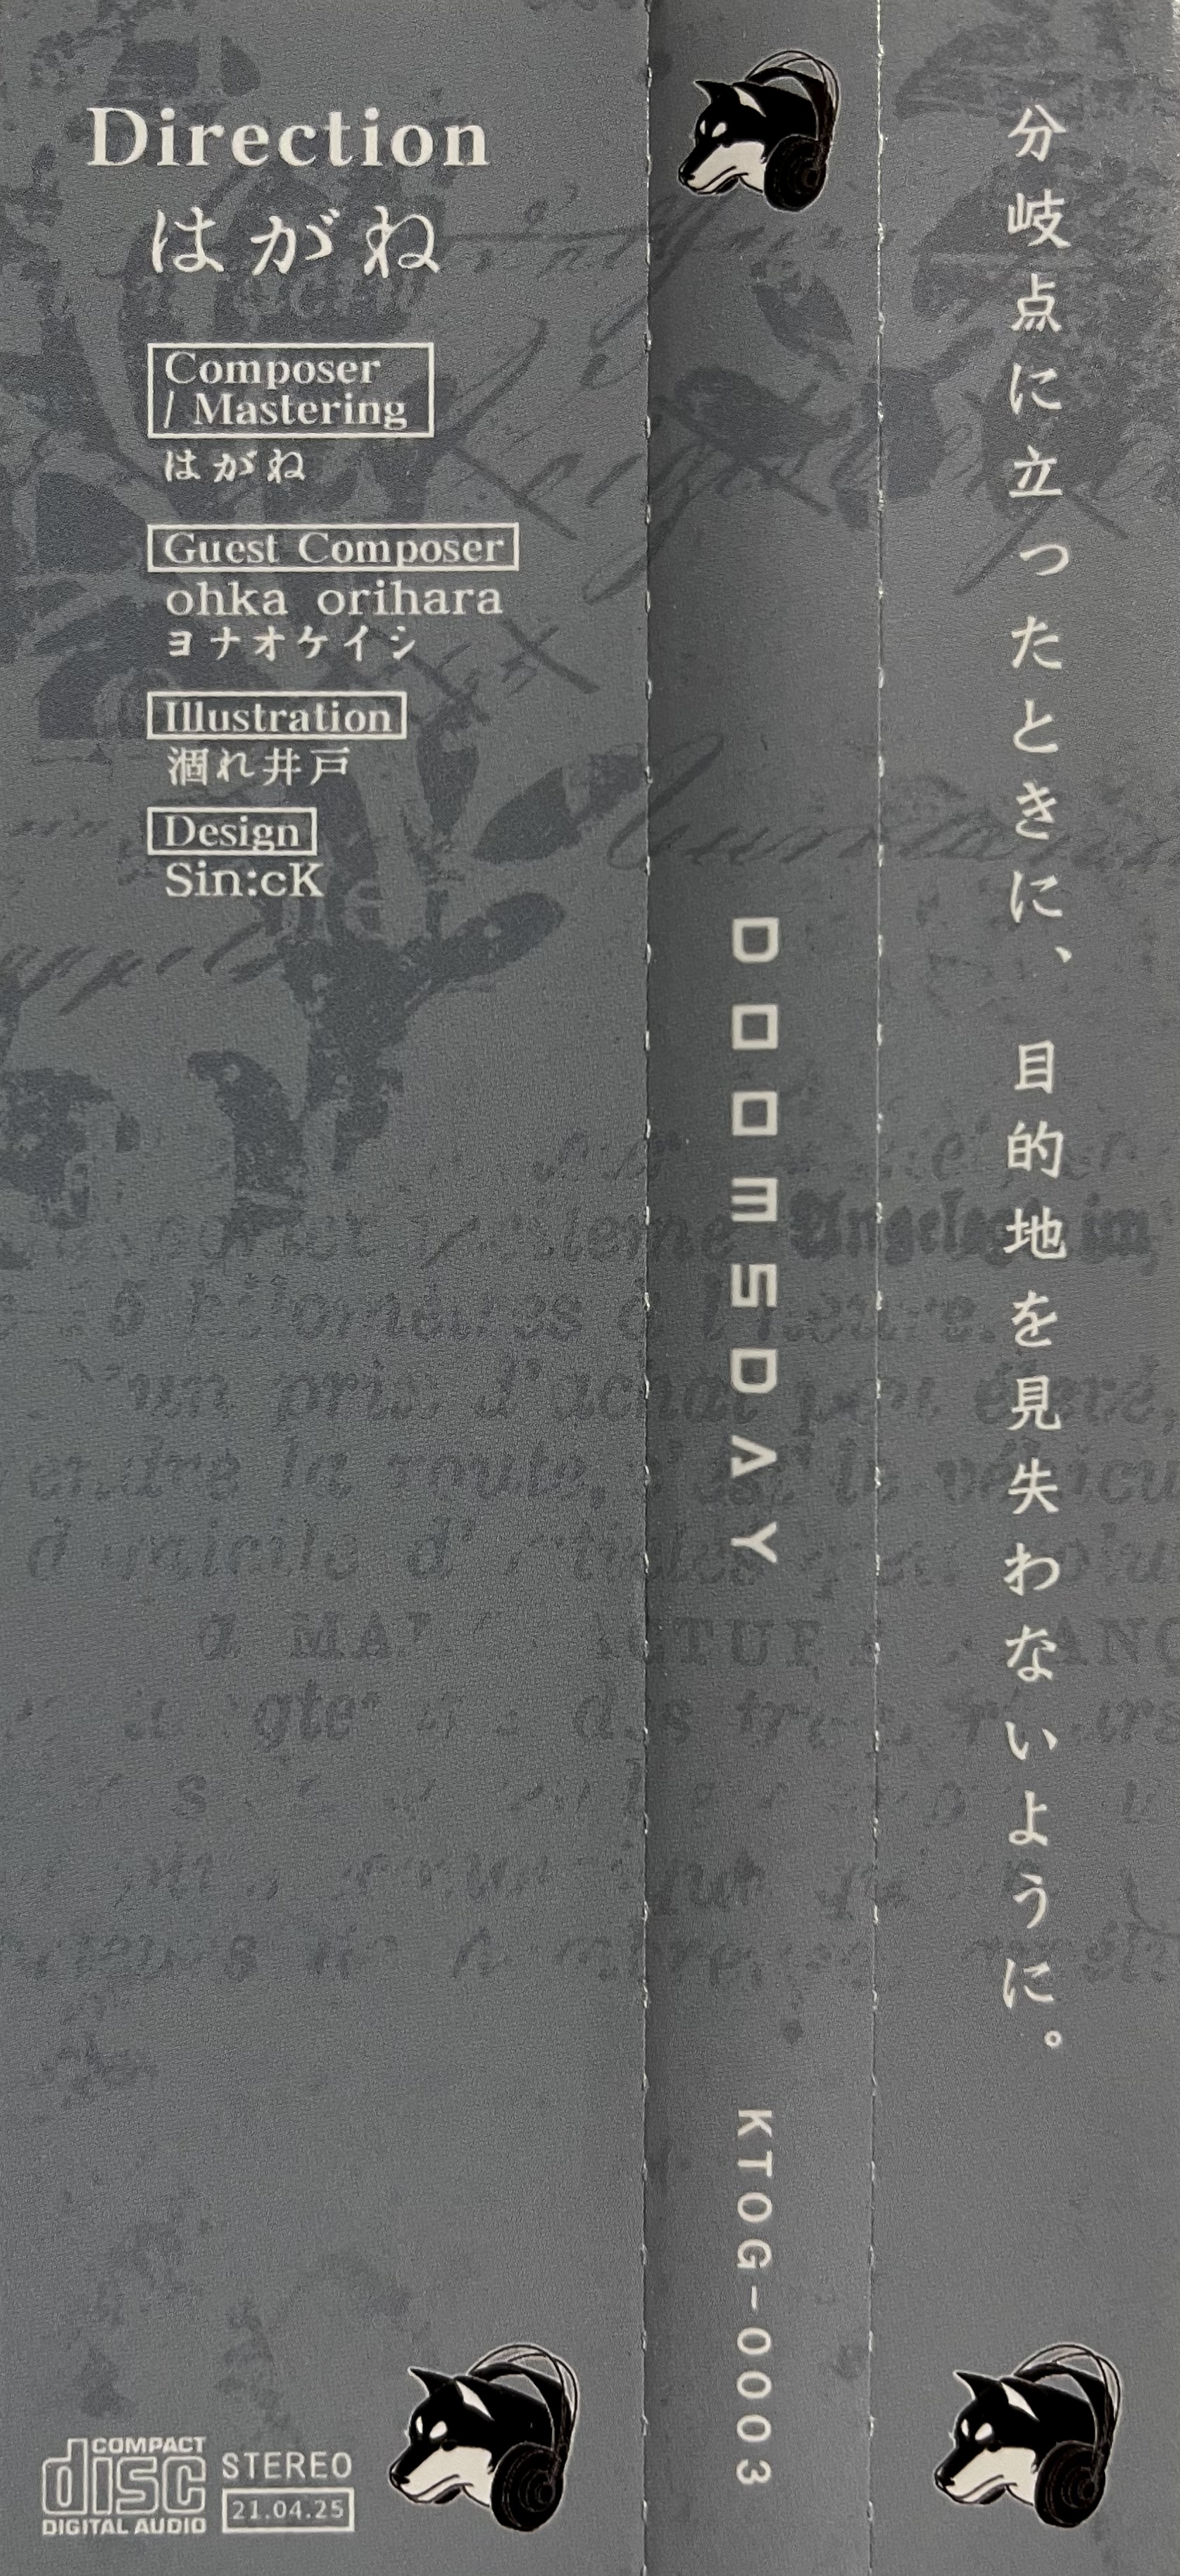 Direction
はがね
Composer
/ Mastering
はがね
Guest Composer
ohka orihara
ヨナオケイシ
Illustration
涸れ井戸
Design
Sin:cK
COMPACT
disc
DIGITAL AUDIO
STEREO
21.04.25
DOOMSDAY
KTOG-0003
分岐点に立ったときに、目的地を見失わないように。